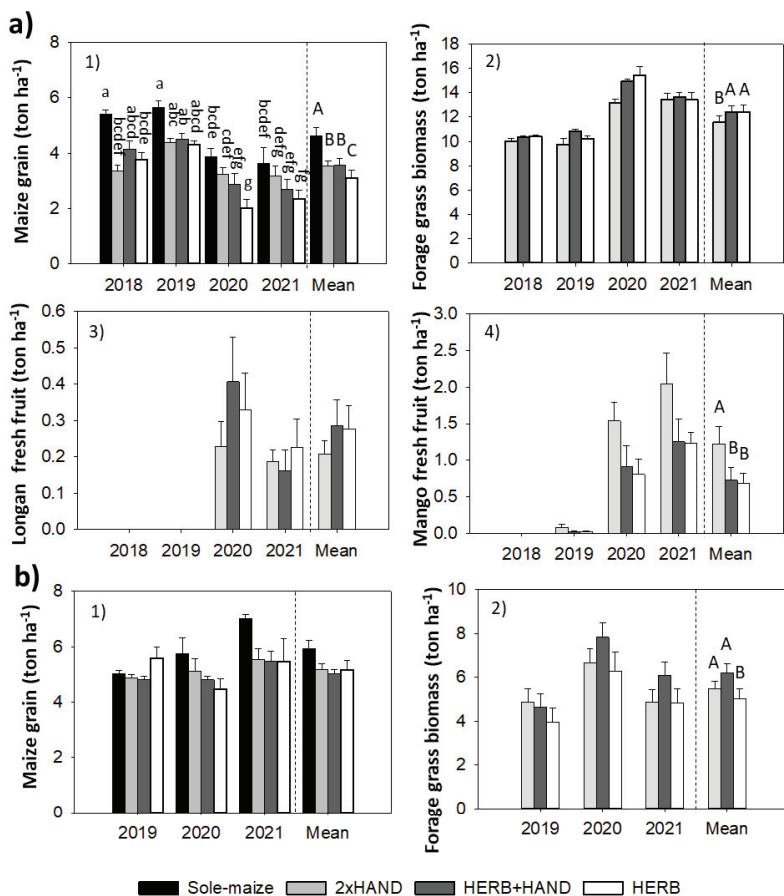 a)
1)
Maize grain (ton ha⁻¹)
8
6
4
2
0
a
bcdef
abcd
bcde
a
abc
ab
abcd
bcde
cdef
efg
g
bcdef
defg
efg
fg
A
BB
C
2018 2019 2020 2021 Mean
2)
Forage grass biomass (ton ha⁻¹)
18
16
14
12
10
8
6
4
2
0
B A A
2018 2019 2020 2021 Mean
3)
Longan fresh fruit (ton ha⁻¹)
0.6
0.5
0.4
0.3
0.2
0.1
0.0
2018 2019 2020 2021 Mean
4)
Mango fresh fruit (ton ha⁻¹)
3.0
2.5
2.0
1.5
1.0
0.5
0.0
A
B B
2018 2019 2020 2021 Mean
b)
1)
Maize grain (ton ha⁻¹)
8
6
4
2
0
2019 2020 2021 Mean
2)
Forage grass biomass (ton ha⁻¹)
10
8
6
4
2
0
A A B
2019 2020 2021 Mean
Sole-maize 2xHAND HERB+HAND HERB